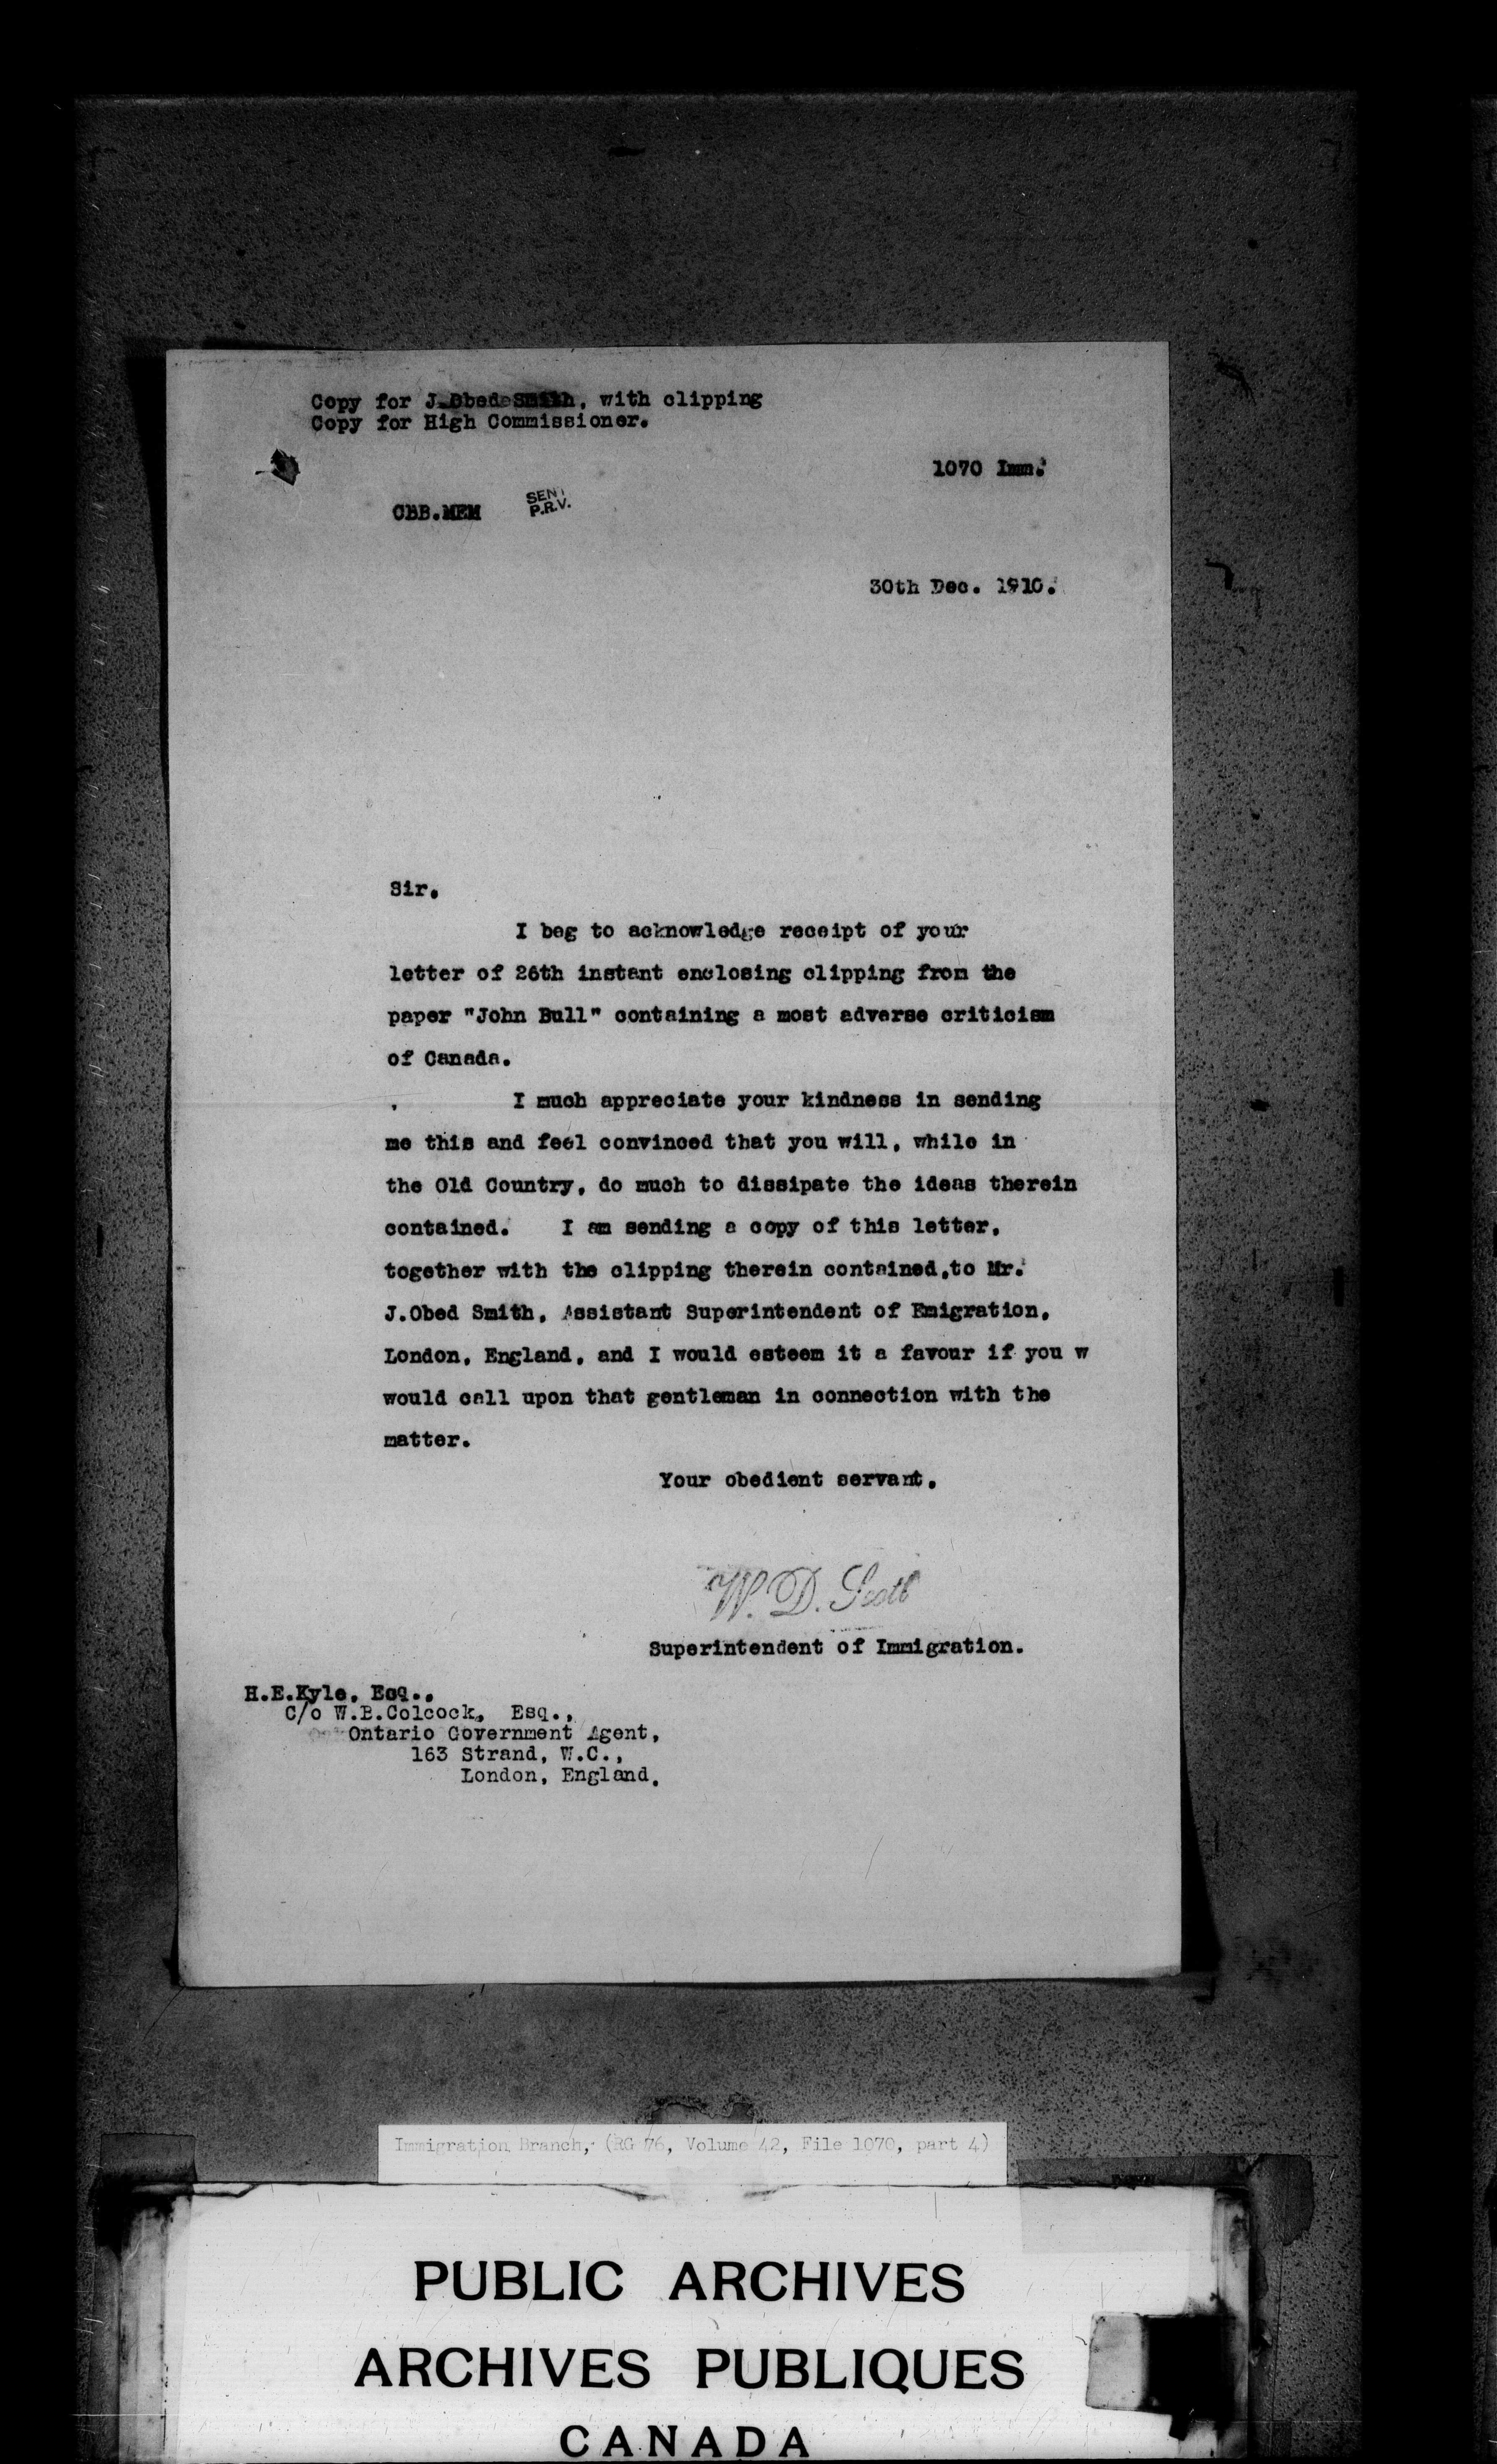 Copy for J.Obed Smith, with clipping
Copy for High Commissioner.
1070 Imm.
CBB.MEM
SENT
P.R.V.
30th Dec. 1910.
Sir,
I beg to acknowledge receipt of your
letter of 26th instant enclosing clipping from the
paper "John Bull" containing a most adverse criticism
of Canada.
I much appreciate your kindness in sending
me this and feel convinced that you will, while in
the Old Country, do much to dissipate the ideas therein
contained. I am sending a copy of this letter,
together with the clipping therein contained,to Mr.
J.Obed Smith, Assistant Superintendent of Emigration,
London, England, and I would esteem it a favour if you w
would call upon that gentleman in connection with the
matter.
Your obedient servant,
W. D. Scott
Superintendent of Immigration.
H.E.Kyle, Esq.,
C/o W.B.Colcock, Esq.,
Ontario Government Agent,
163 Strand, W.C.,
London, England.
Immigration Branch, (RG 76, Volume 42, File 1070, part 4)
PUBLIC ARCHIVES
ARCHIVES PUBLIQUES
CANADA